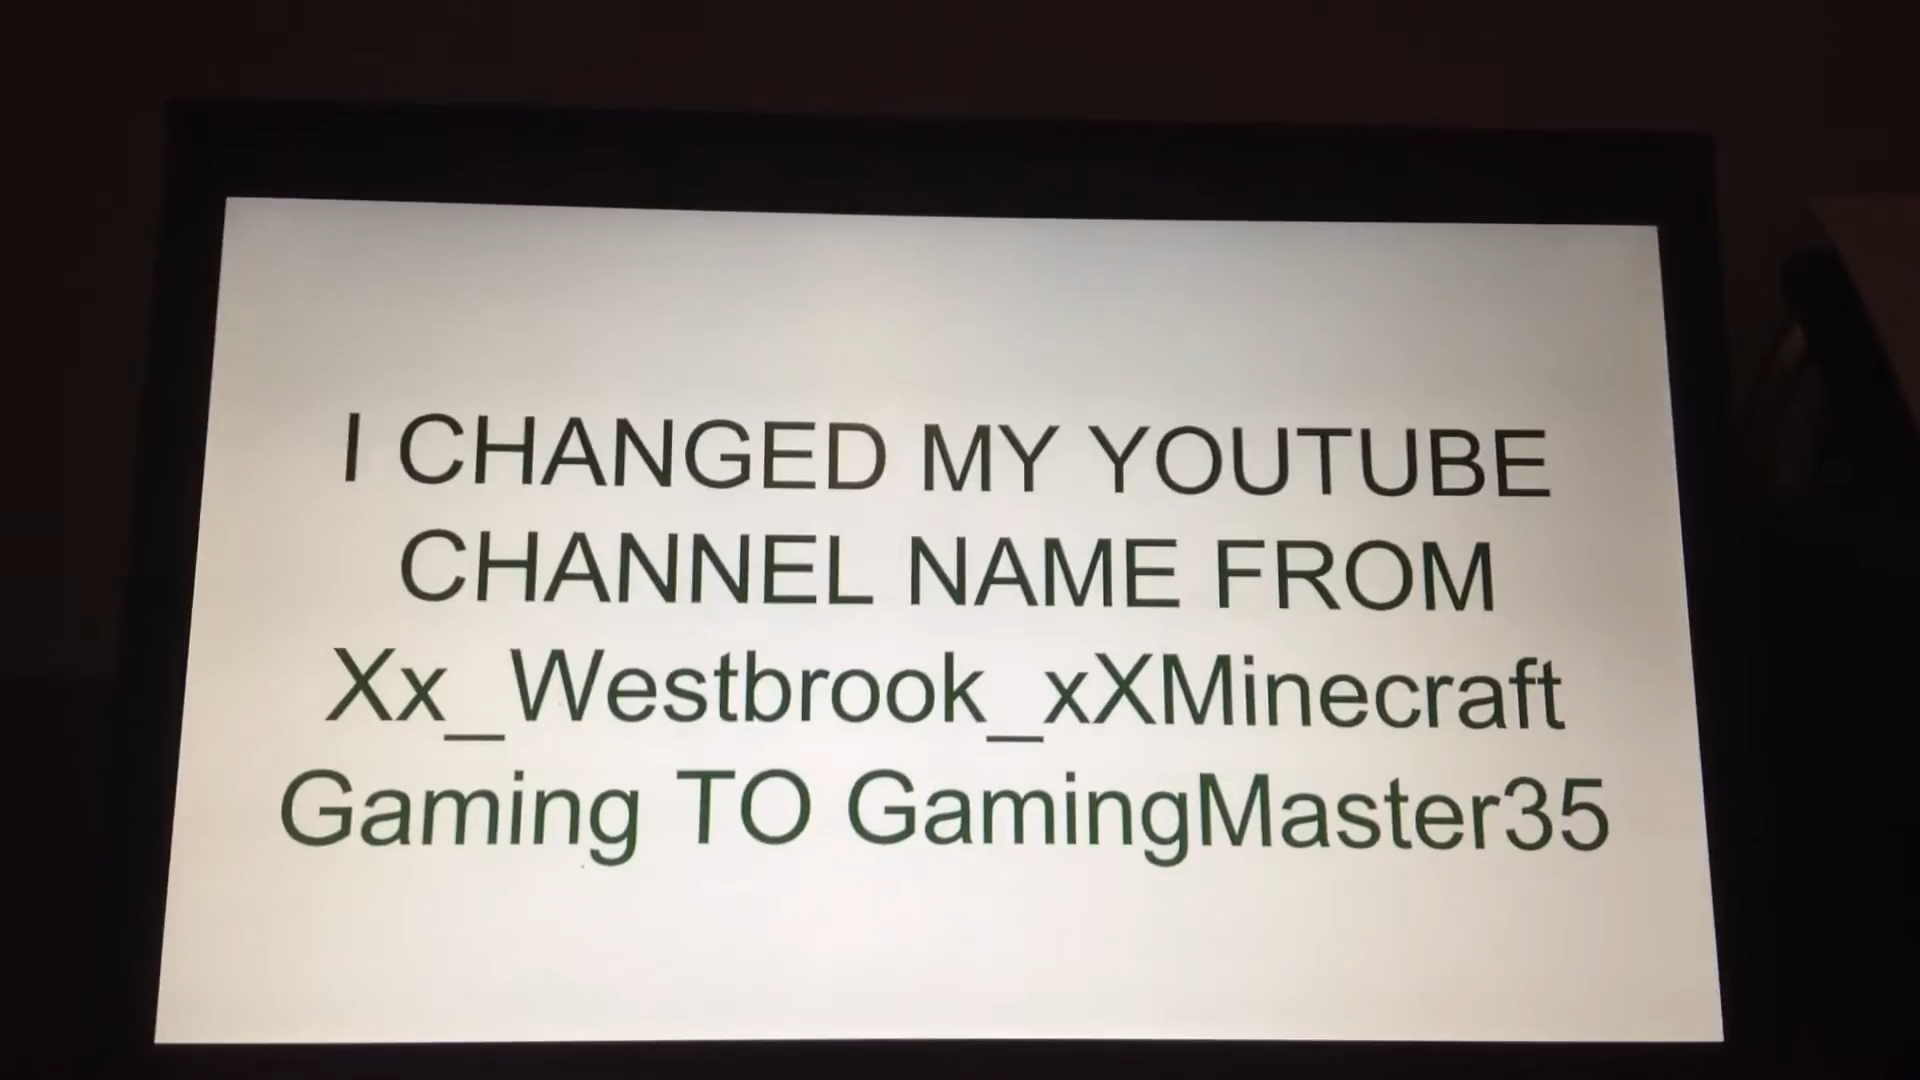 I CHANGED MY YOUTUBE
CHANNEL NAME FROM
Xx_Westbrook_xXMinecraft
Gaming TO GamingMaster35